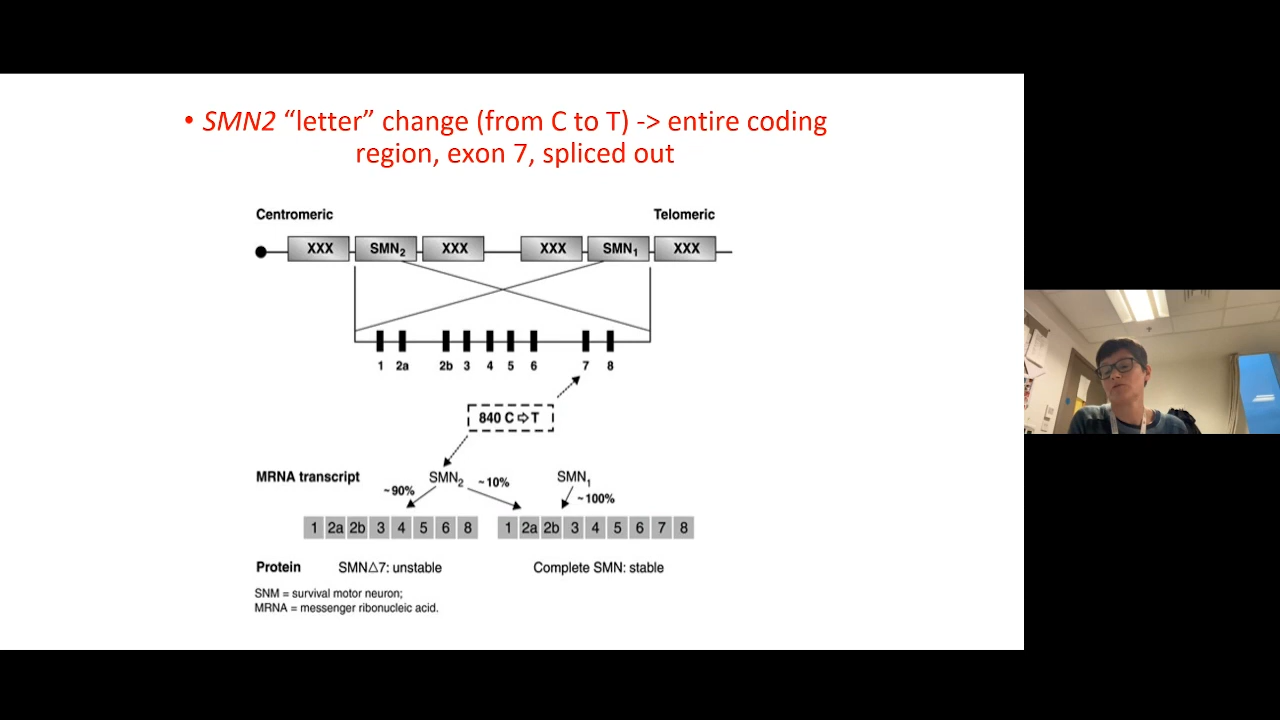 • SMN2 “letter” change (from C to T) -> entire coding
region, exon 7, spliced out
Centromeric Telomeric
XXX SMN2 XXX XXX SMN1 XXX
1 2a 2b 3 4 5 6 7 8
840 C⇨T
MRNA transcript SMN2 SMN1
~90% ~10% ~100%
1 2a 2b 3 4 5 6 8 1 2a 2b 3 4 5 6 7 8
Protein SMN△7: unstable Complete SMN: stable
SNM = survival motor neuron;
MRNA = messenger ribonucleic acid.